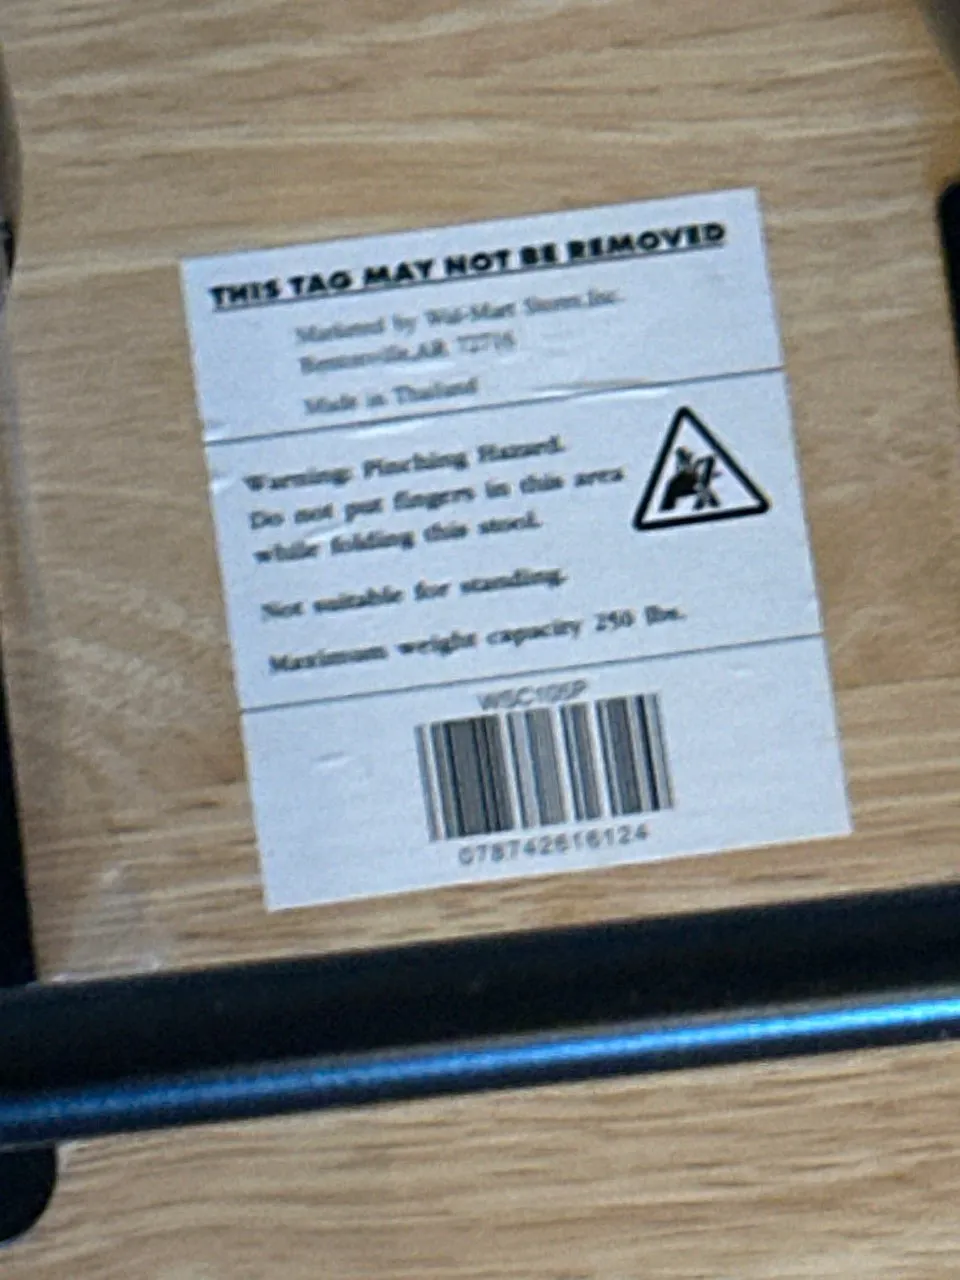 THIS TAG MAY NOT BE REMOVED
Marketed by Wal-Mart Stores.Inc.
Bentonville.AR 72716
Made in Thailand
Warning: Pinching Hazard.
Do not put fingers in this area
while folding this stool.
Not suitable for standing.
Maximum weight capacity 250 lbs.
WSC105P
078742616124